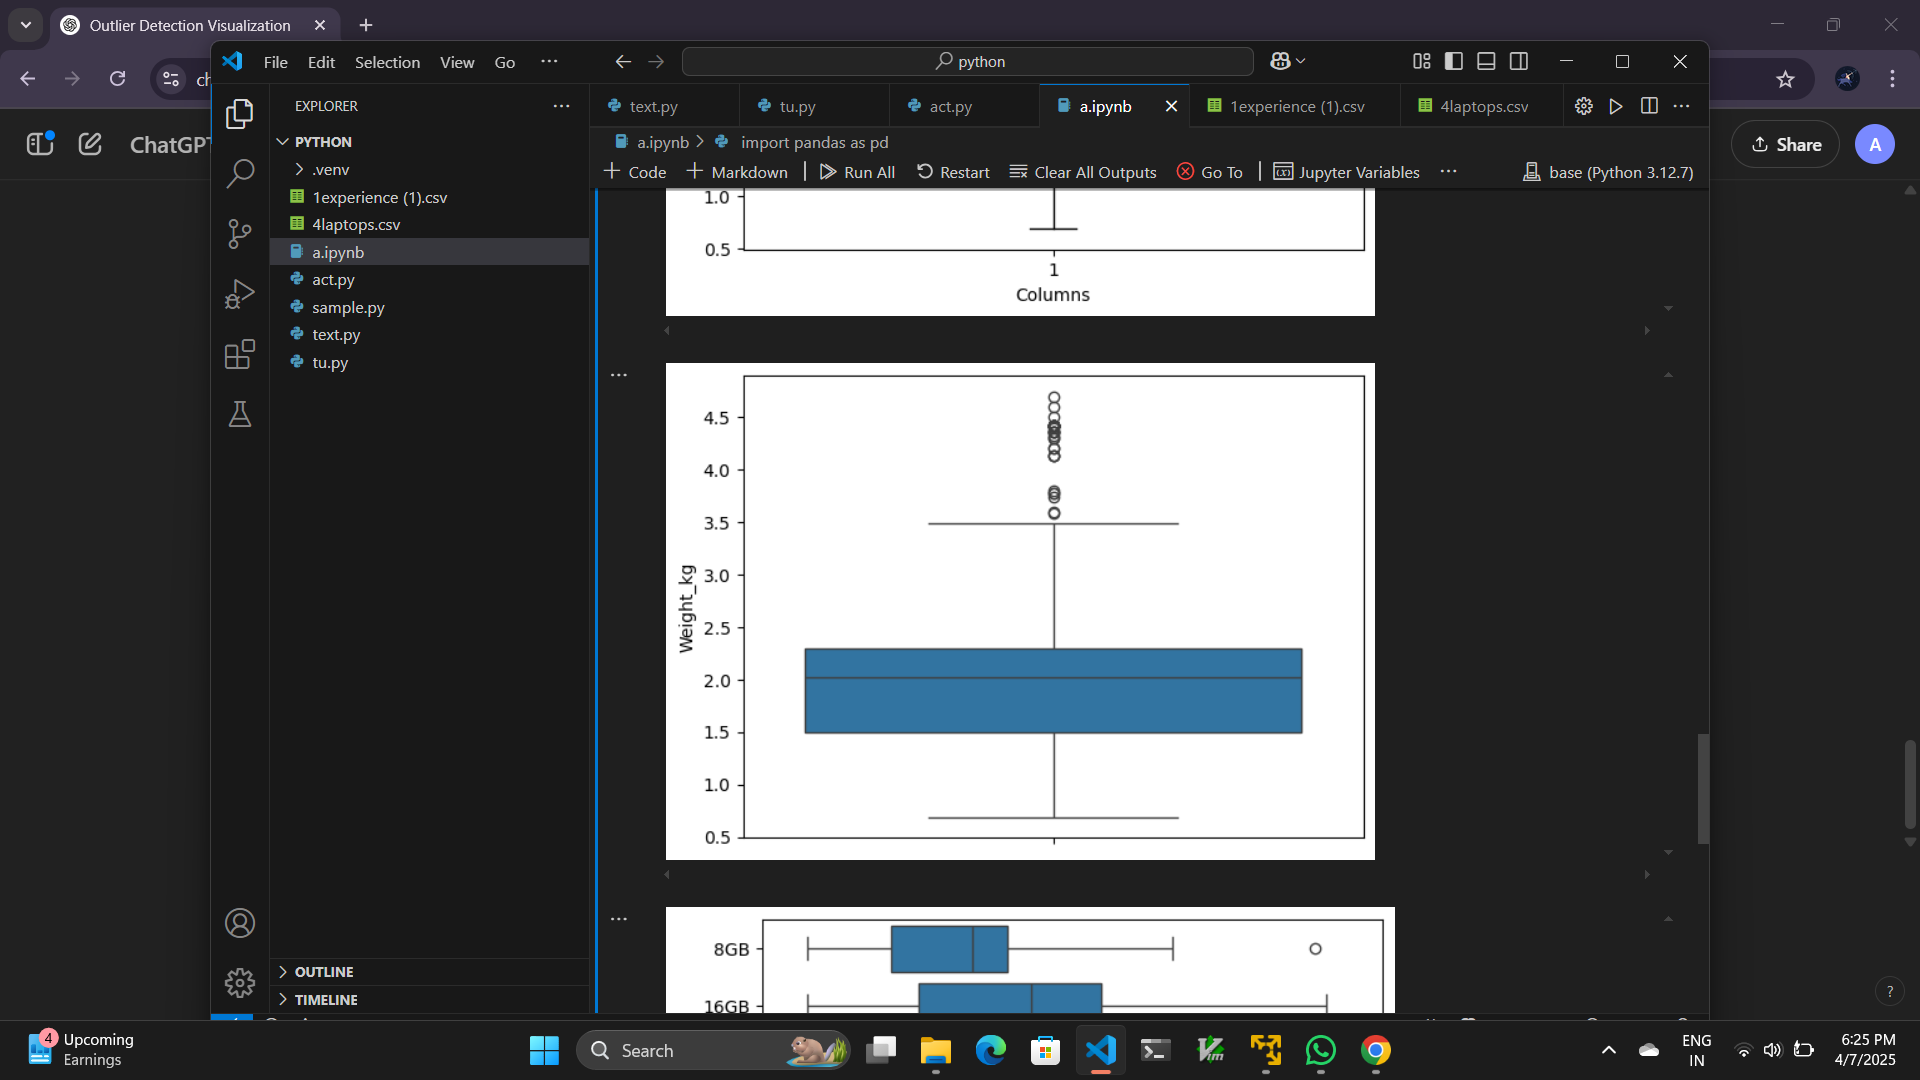 Outlier Detection Visualization
ch
ChatGPT
Share
A
File Edit Selection View Go
python
EXPLORER
PYTHON
.venv
1experience (1).csv
4laptops.csv
a.ipynb
act.py
sample.py
text.py
tu.py
OUTLINE
TIMELINE
text.py tu.py act.py a.ipynb 1experience (1).csv 4laptops.csv
a.ipynb > import pandas as pd
Code Markdown Run All Restart Clear All Outputs Go To Jupyter Variables base (Python 3.12.7)
1.0
0.5
1
Columns
4.5
4.0
3.5
3.0
2.5
2.0
1.5
1.0
0.5
Weight_kg
8GB
16GB
?
4
Upcoming
Earnings
Search
ENG
IN
6:25 PM
4/7/2025